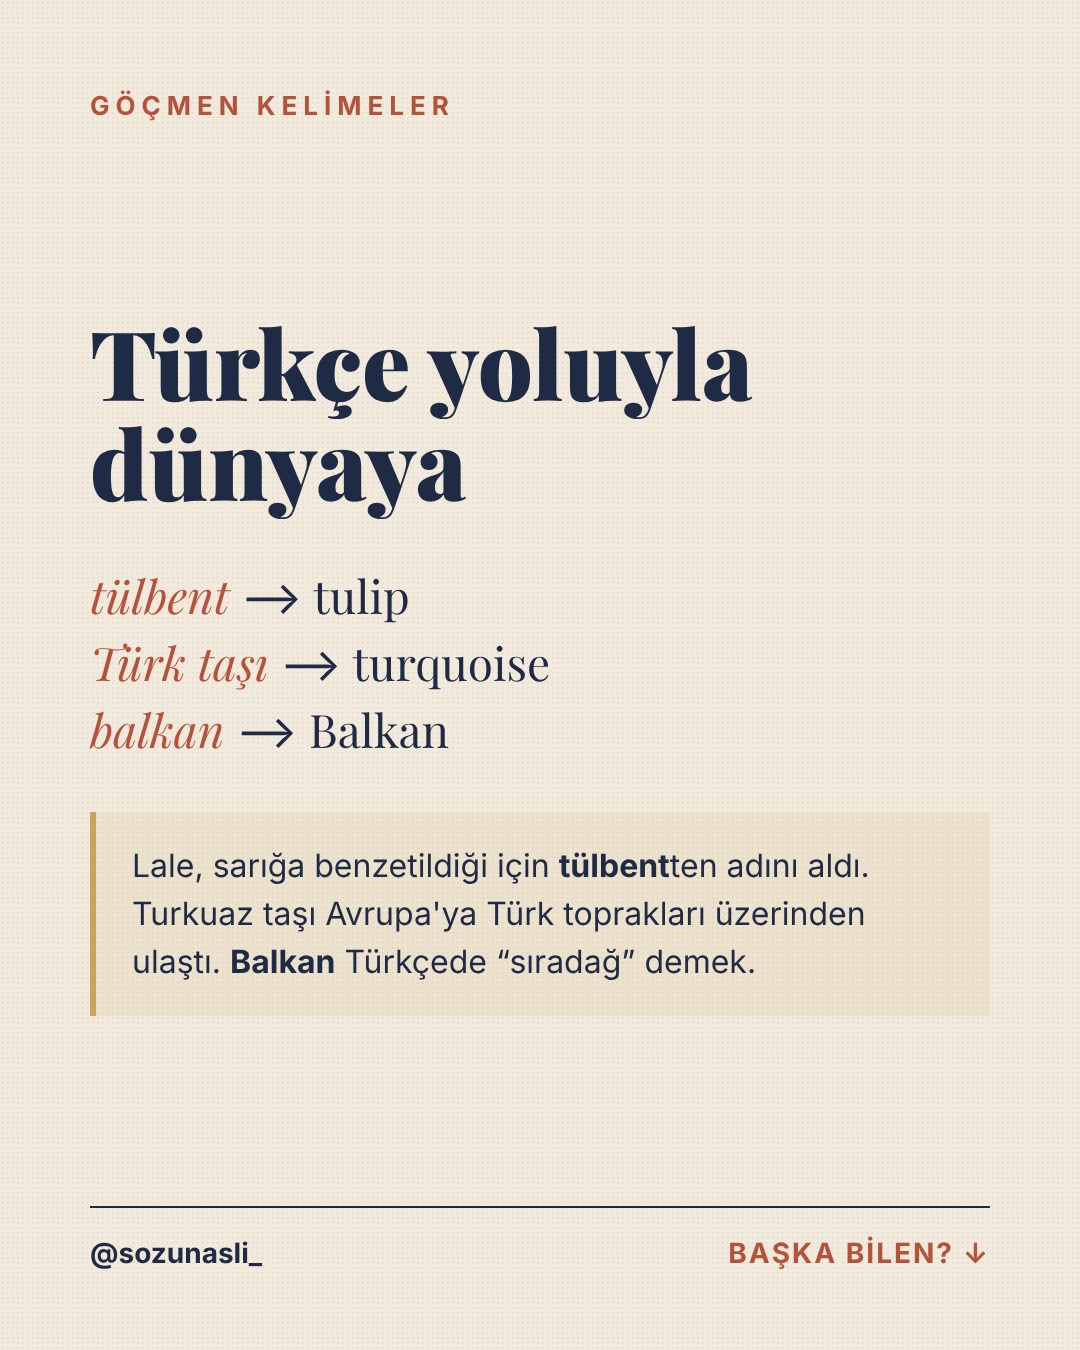 GÖÇMEN KELİMELER
Türkçe yoluyla
dünyaya
tülbent → tulip
Türk taşı → turquoise
balkan → Balkan
Lale, sarığa benzetildiği için tülbentten adını aldı.
Turkuaz taşı Avrupa'ya Türk toprakları üzerinden
ulaştı. Balkan Türkçede “sıradağ” demek.
@sozunasli_
BAŞKA BİLEN? ↓